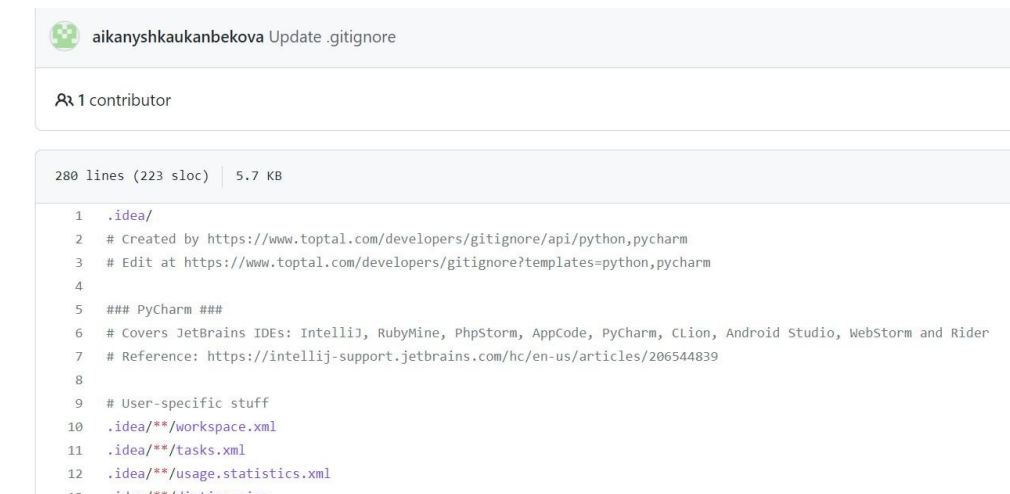 aikanyshkaukanbekova Update .gitignore
1 contributor
280 lines (223 sloc) 5.7 KB
1 .idea/
2 # Created by https://www.toptal.com/developers/gitignore/api/python,pycharm
3 # Edit at https://www.toptal.com/developers/gitignore?templates=python,pycharm
4
5 ### PyCharm ###
6 # Covers JetBrains IDEs: IntelliJ, RubyMine, PhpStorm, AppCode, PyCharm, CLion, Android Studio, WebStorm and Rider
7 # Reference: https://intellij-support.jetbrains.com/hc/en-us/articles/206544839
8
9 # User-specific stuff
10 .idea/**/workspace.xml
11 .idea/**/tasks.xml
12 .idea/**/usage.statistics.xml